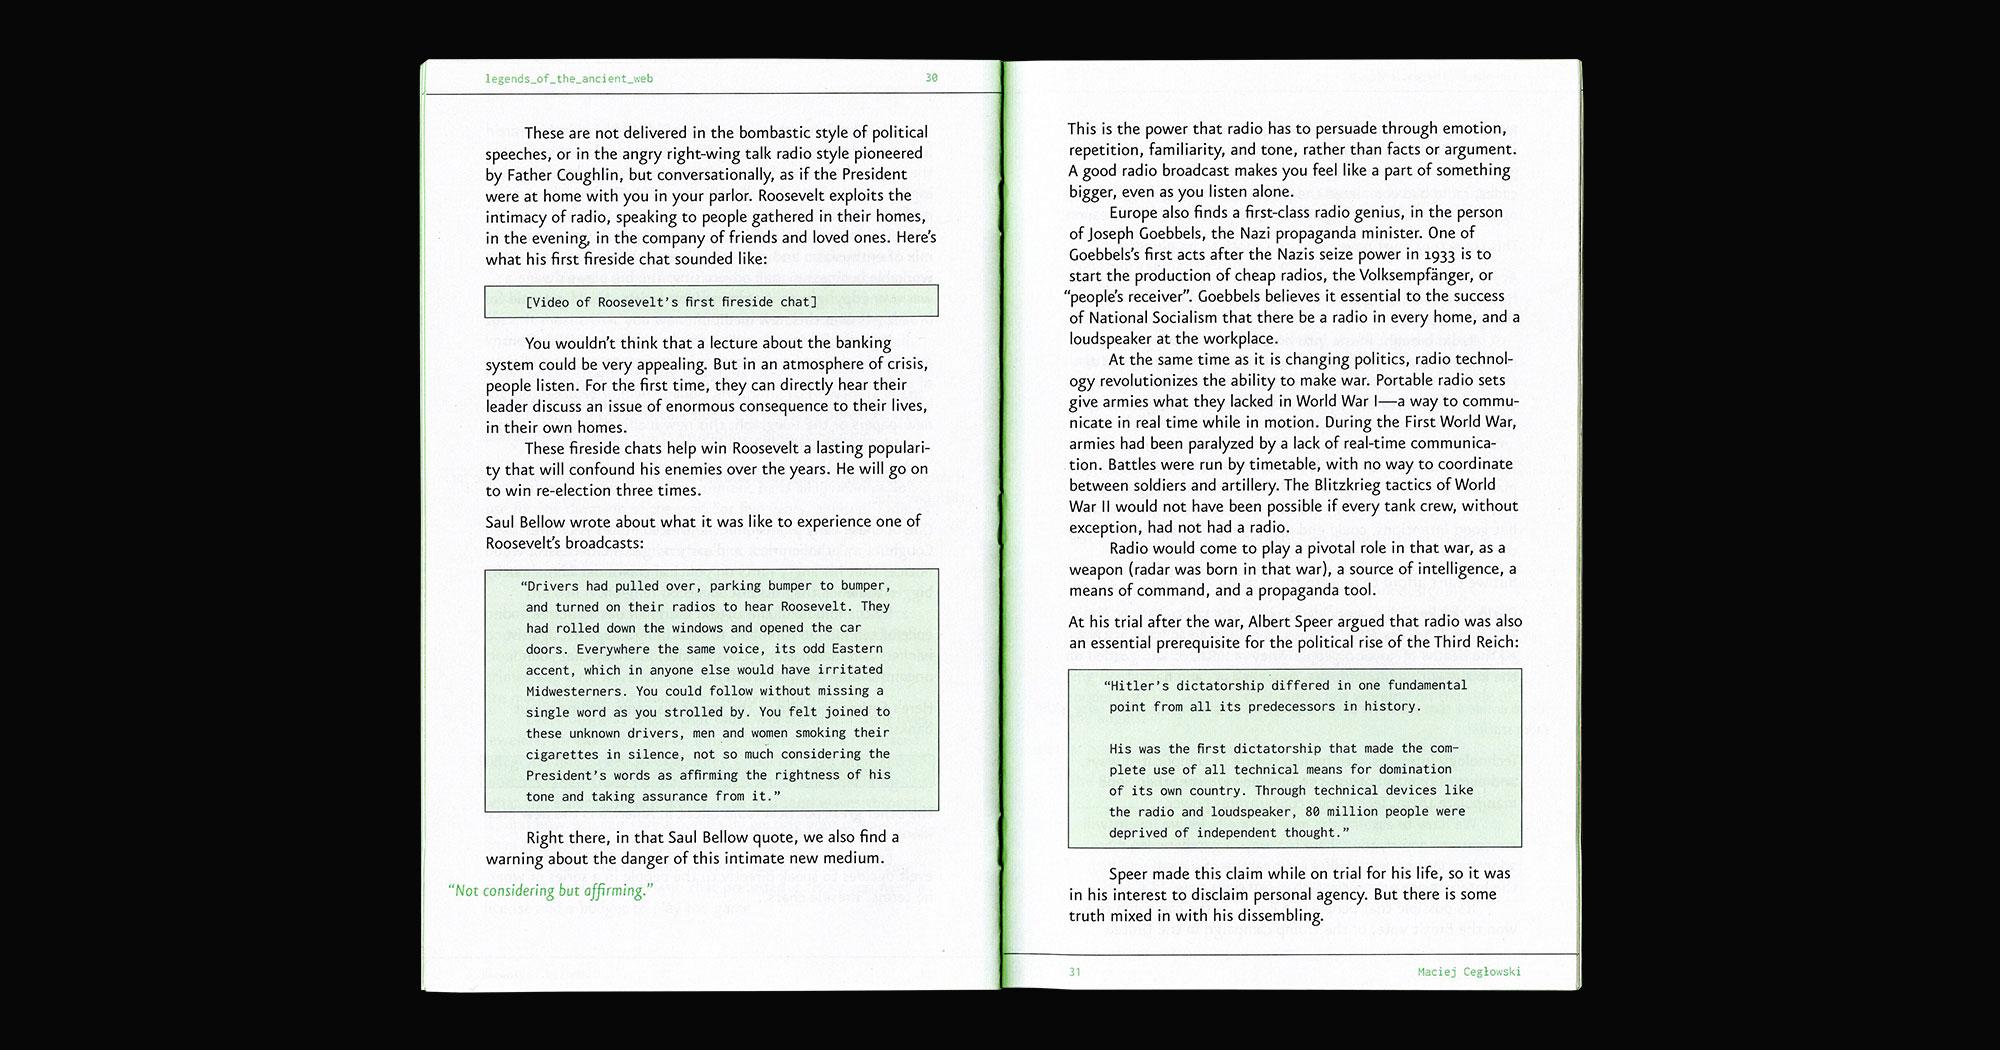 legends_of_the_ancient_web 30
These are not delivered in the bombastic style of political
speeches, or in the angry right-wing talk radio style pioneered
by Father Coughlin, but conversationally, as if the President
were at home with you in your parlor. Roosevelt exploits the
intimacy of radio, speaking to people gathered in their homes,
in the evening, in the company of friends and loved ones. Here's
what his first fireside chat sounded like:
[Video of Roosevelt's first fireside chat]
You wouldn't think that a lecture about the banking
system could be very appealing. But in an atmosphere of crisis,
people listen. For the first time, they can directly hear their
leader discuss an issue of enormous consequence to their lives,
in their own homes.
These fireside chats help win Roosevelt a lasting populari-
ty that will confound his enemies over the years. He will go on
to win re-election three times.
Saul Bellow wrote about what it was like to experience one of
Roosevelt's broadcasts:
“Drivers had pulled over, parking bumper to bumper,
and turned on their radios to hear Roosevelt. They
had rolled down the windows and opened the car
doors. Everywhere the same voice, its odd Eastern
accent, which in anyone else would have irritated
Midwesterners. You could follow without missing a
single word as you strolled by. You felt joined to
these unknown drivers, men and women smoking their
cigarettes in silence, not so much considering the
President's words as affirming the rightness of his
tone and taking assurance from it.”
Right there, in that Saul Bellow quote, we also find a
warning about the danger of this intimate new medium.
“Not considering but affirming.”
This is the power that radio has to persuade through emotion,
repetition, familiarity, and tone, rather than facts or argument.
A good radio broadcast makes you feel like a part of something
bigger, even as you listen alone.
Europe also finds a first-class radio genius, in the person
of Joseph Goebbels, the Nazi propaganda minister. One of
Goebbels's first acts after the Nazis seize power in 1933 is to
start the production of cheap radios, the Volksempfänger, or
“people's receiver”. Goebbels believes it essential to the success
of National Socialism that there be a radio in every home, and a
loudspeaker at the workplace.
At the same time as it is changing politics, radio technol-
ogy revolutionizes the ability to make war. Portable radio sets
give armies what they lacked in World War I—a way to commu-
nicate in real time while in motion. During the First World War,
armies had been paralyzed by a lack of real-time communica-
tion. Battles were run by timetable, with no way to coordinate
between soldiers and artillery. The Blitzkrieg tactics of World
War II would not have been possible if every tank crew, without
exception, had not had a radio.
Radio would come to play a pivotal role in that war, as a
weapon (radar was born in that war), a source of intelligence, a
means of command, and a propaganda tool.
At his trial after the war, Albert Speer argued that radio was also
an essential prerequisite for the political rise of the Third Reich:
“Hitler's dictatorship differed in one fundamental
point from all its predecessors in history.
His was the first dictatorship that made the com-
plete use of all technical means for domination
of its own country. Through technical devices like
the radio and loudspeaker, 80 million people were
deprived of independent thought.”
Speer made this claim while on trial for his life, so it was
in his interest to disclaim personal agency. But there is some
truth mixed in with his dissembling.
31 Maciej Cegłowski